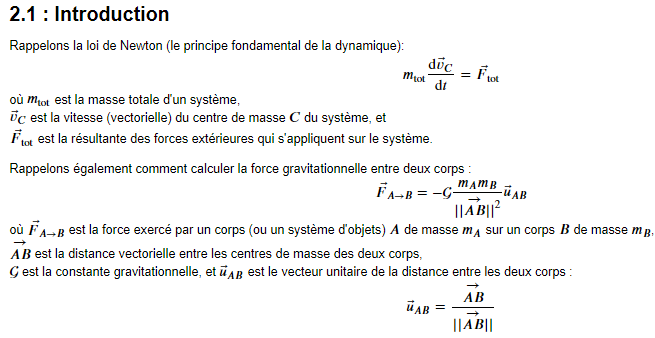 2.1 : Introduction
Rappelons la loi de Newton (le principe fondamental de la dynamique):
$m_{\text{tot}} \frac{\mathrm{d}\vec{v}_C}{\mathrm{d}t} = \vec{F}_{\text{tot}}$
où $m_{\text{tot}}$ est la masse totale d'un système,
$\vec{v}_C$ est la vitesse (vectorielle) du centre de masse $C$ du système, et
$\vec{F}_{\text{tot}}$ est la résultante des forces extérieures qui s'appliquent sur le système.
Rappelons également comment calculer la force gravitationnelle entre deux corps :
$\vec{F}_{A \to B} = -\mathcal{G} \frac{m_A m_B}{||\overrightarrow{AB}||^2} \vec{u}_{AB}$
où $\vec{F}_{A \to B}$ est la force exercé par un corps (ou un système d'objets) $A$ de masse $m_A$ sur un corps $B$ de masse $m_B$,
$\overrightarrow{AB}$ est la distance vectorielle entre les centres de masse des deux corps,
$\mathcal{G}$ est la constante gravitationnelle, et $\vec{u}_{AB}$ est le vecteur unitaire de la distance entre les deux corps :
$\vec{u}_{AB} = \frac{\overrightarrow{AB}}{||\overrightarrow{AB}||}$